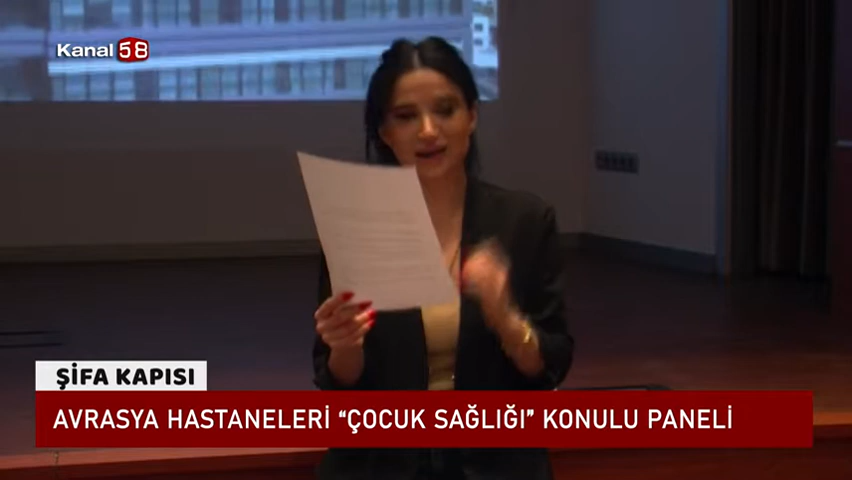 Kanal 58
ŞİFA KAPISI
AVRASYA HASTANELERİ “ÇOCUK SAĞLIĞI” KONULU PANELİ